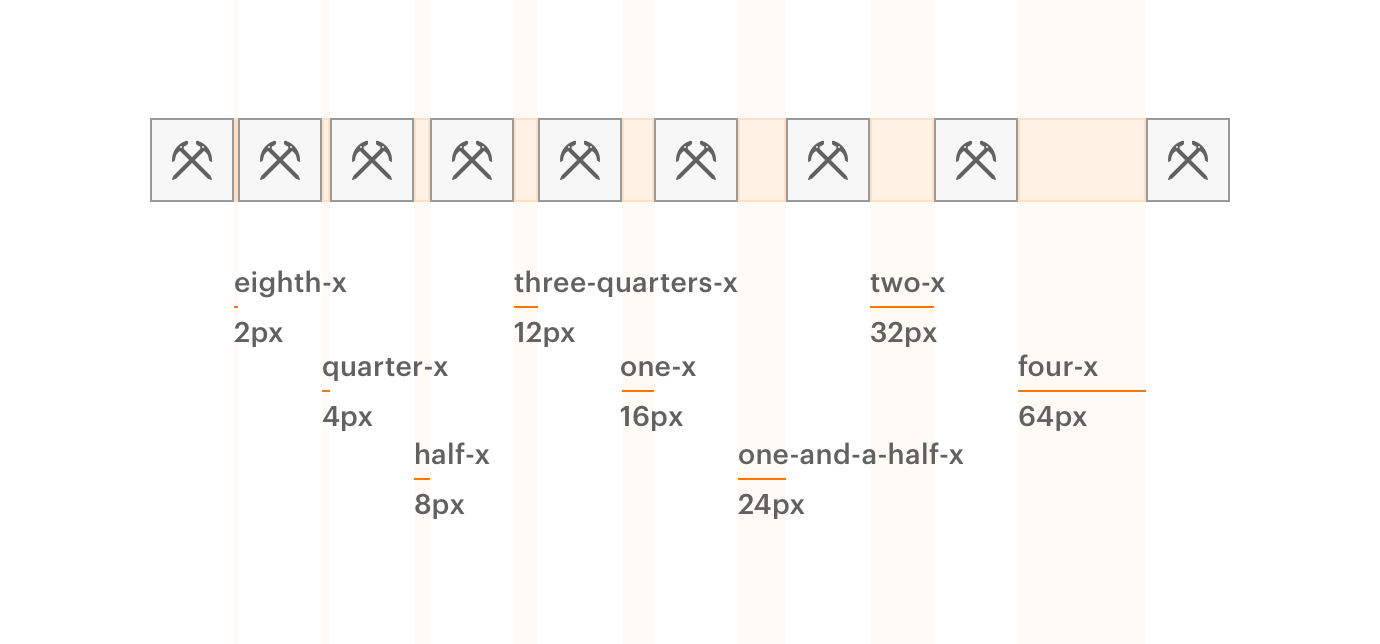 eighth-x
2px
quarter-x
4px
half-x
8px
three-quarters-x
12px
one-x
16px
one-and-a-half-x
24px
two-x
32px
four-x
64px